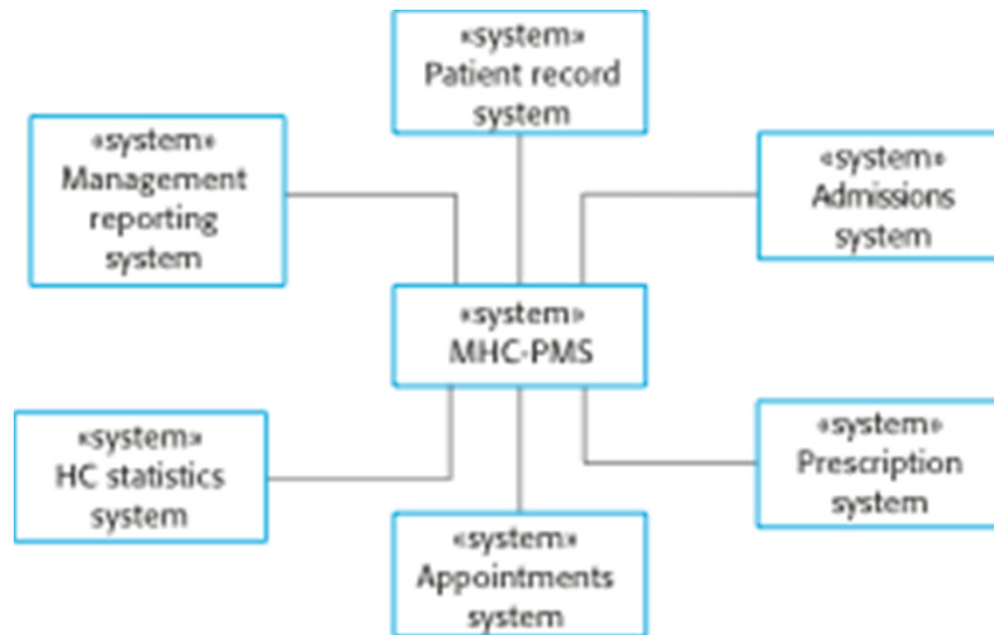 «system»
Patient record
system
«system»
Management
reporting
system
«system»
Admissions
system
«system»
MHC-PMS
«system»
HC statistics
system
«system»
Prescription
system
«system»
Appointments
system